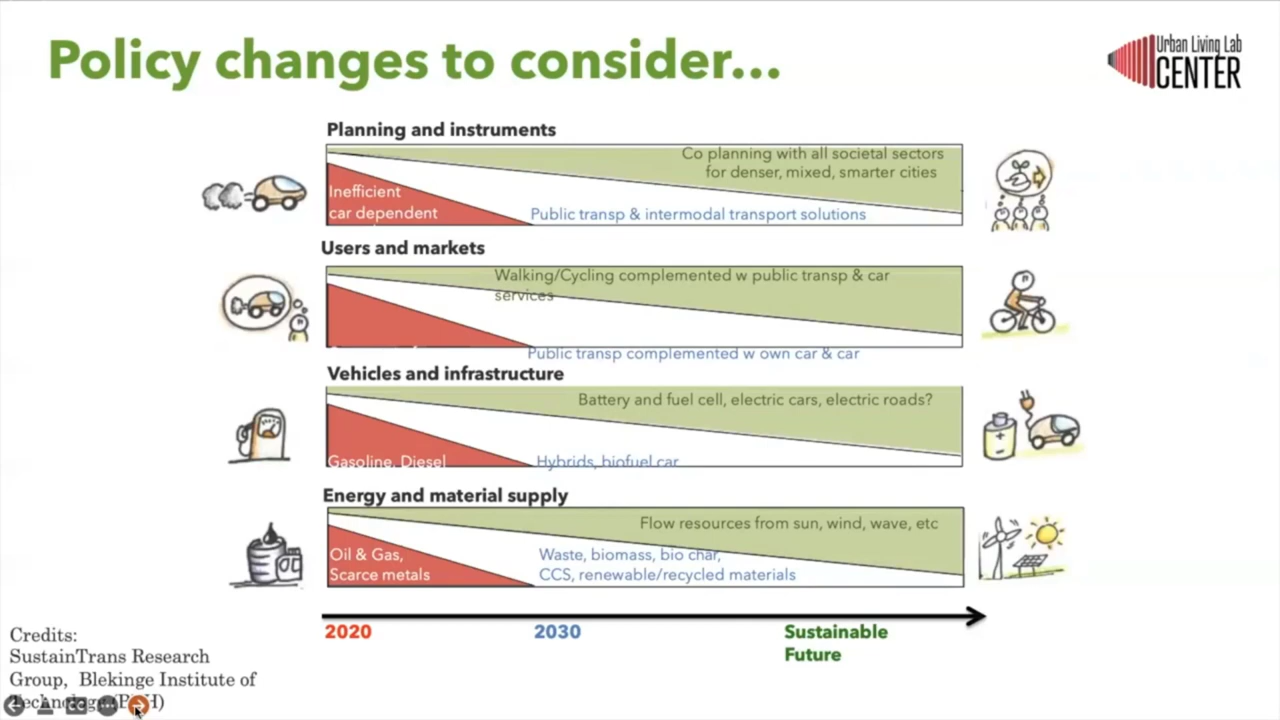 Policy changes to consider...
Urban Living Lab
CENTER
Planning and instruments
Co planning with all societal sectors
for denser, mixed, smarter cities
Inefficient
car dependent
Public transp & intermodal transport solutions
Users and markets
Walking/Cycling complemented w public transp & car
services
Public transp complemented w own car & car
Vehicles and infrastructure
Battery and fuel cell, electric cars, electric roads?
Gasoline, Diesel
Hybrids, biofuel car
Energy and material supply
Flow resources from sun, wind, wave, etc
Oil & Gas,
Scarce metals
Waste, biomass, bio char,
CCS, renewable/recycled materials
2020
2030
Sustainable
Future
Credits:
SustainTrans Research
Group, Blekinge Institute of